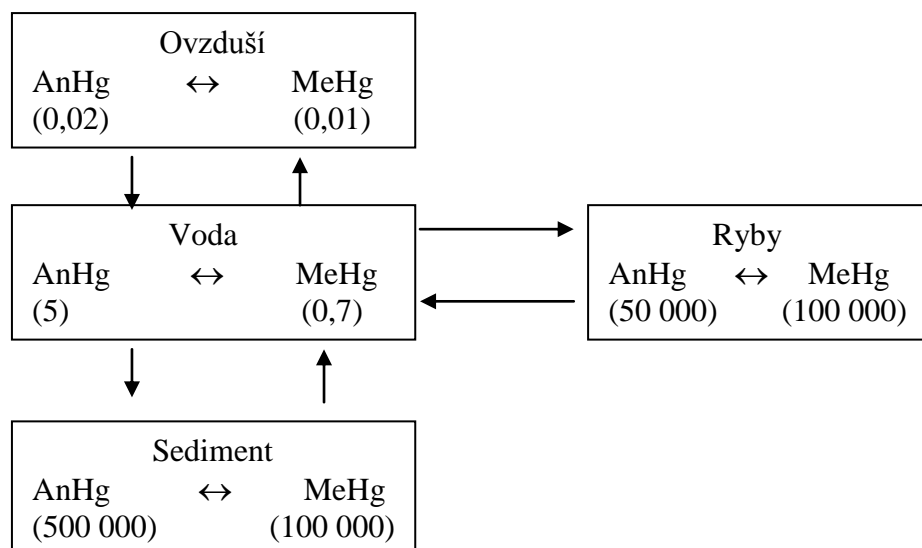 Ovzduší
AnHg ↔ MeHg
(0,02) (0,01)
Voda
AnHg ↔ MeHg
(5) (0,7)
Ryby
AnHg ↔ MeHg
(50 000) (100 000)
Sediment
AnHg ↔ MeHg
(500 000) (100 000)